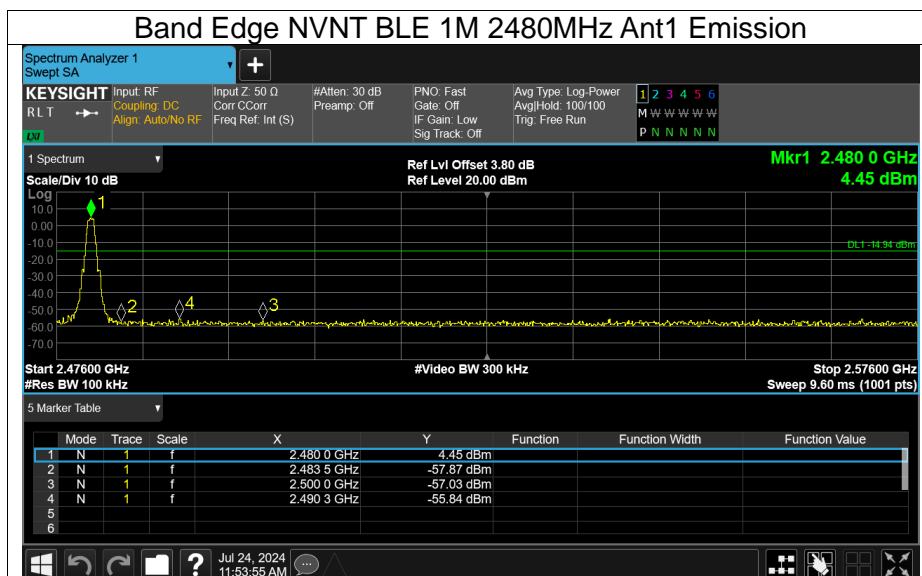 Band Edge NVNT BLE 1M 2480MHz Ant1 Emission
Spectrum Analyzer 1
Swept SA
+
KEYSIGHT
RLT
LXI
Input: RF
Coupling: DC
Align: Auto/No RF
Input Z: 50 Ω
Corr CCorr
Freq Ref: Int (S)
#Atten: 30 dB
Preamp: Off
PNO: Fast
Gate: Off
IF Gain: Low
Sig Track: Off
Avg Type: Log-Power
Avg|Hold: 100/100
Trig: Free Run
1 2 3 4 5 6
M W W W W W W
P N N N N N
1 Spectrum
Scale/Div 10 dB
Ref Lvl Offset 3.80 dB
Ref Level 20.00 dBm
Mkr1 2.480 0 GHz
4.45 dBm
Log
10.0
0.00
-10.0
-20.0
-30.0
-40.0
-50.0
-60.0
-70.0
1
2
4
3
DL1 -14.94 dBm
Start 2.47600 GHz
#Res BW 100 kHz
#Video BW 300 kHz
Stop 2.57600 GHz
Sweep 9.60 ms (1001 pts)
5 Marker Table
Mode Trace Scale X Y Function Function Width Function Value
1 N 1 f 2.480 0 GHz 4.45 dBm
2 N 1 f 2.483 5 GHz -57.87 dBm
3 N 1 f 2.500 0 GHz -57.03 dBm
4 N 1 f 2.490 3 GHz -55.84 dBm
5
6
?
Jul 24, 2024
11:53:55 AM